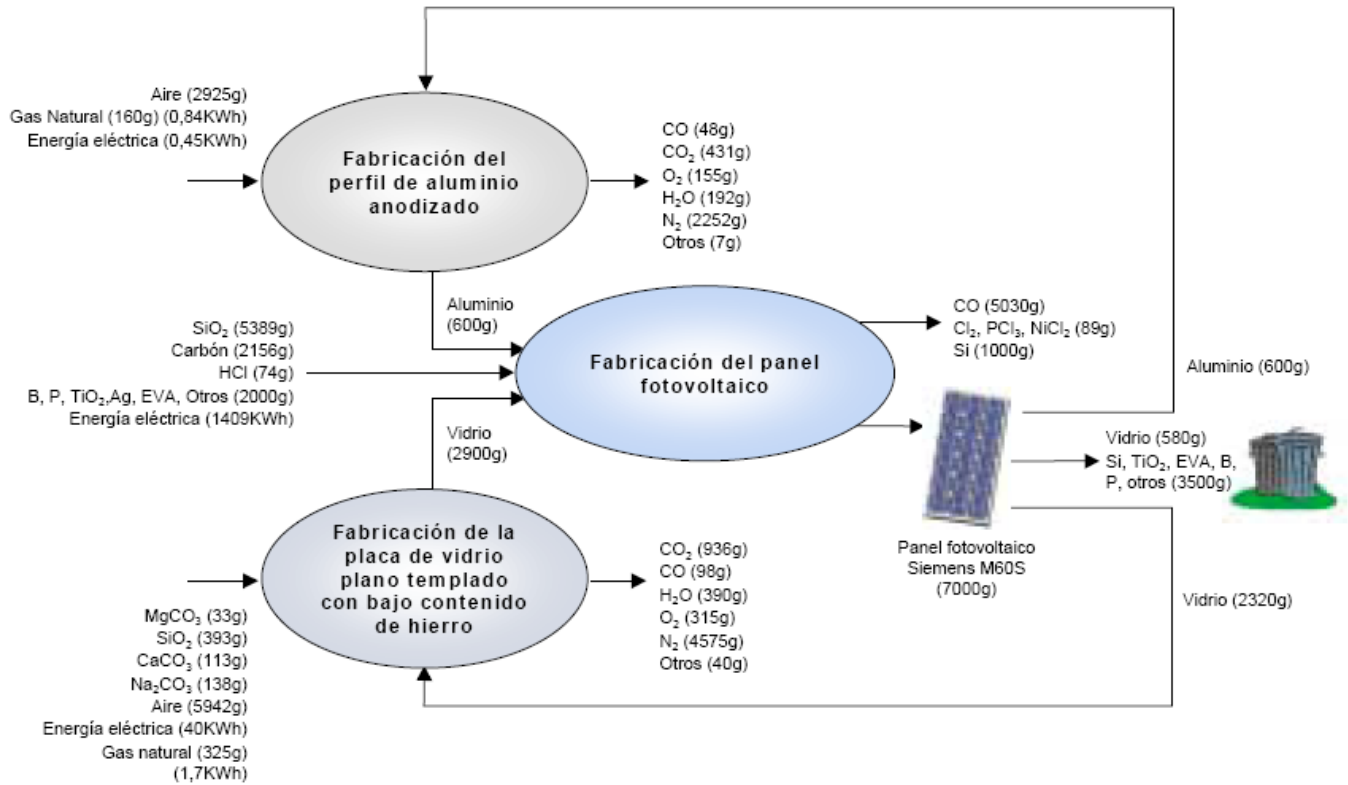 Aire (2925g)
Gas Natural (160g) (0,84KWh)
Energía eléctrica (0,45KWh)
Fabricación del
perfil de aluminio
anodizado
CO (48g)
CO₂ (431g)
O₂ (155g)
H₂O (192g)
N₂ (2252g)
Otros (7g)
Aluminio
(600g)
SiO₂ (5389g)
Carbón (2156g)
HCl (74g)
B, P, TiO₂,Ag, EVA, Otros (2000g)
Energía eléctrica (1409KWh)
Fabricación del panel
fotovoltaico
CO (5030g)
Cl₂, PCl₃, NiCl₂ (89g)
Si (1000g)
Aluminio (600g)
Vidrio
(2900g)
Vidrio (580g)
Si, TiO₂, EVA, B,
P, otros (3500g)
Panel fotovoltaico
Siemens M60S
(7000g)
Vidrio (2320g)
Fabricación de la
placa de vidrio
plano templado
con bajo contenido
de hierro
CO₂ (936g)
CO (98g)
H₂O (390g)
O₂ (315g)
N₂ (4575g)
Otros (40g)
MgCO₃ (33g)
SiO₂ (393g)
CaCO₃ (113g)
Na₂CO₃ (138g)
Aire (5942g)
Energía eléctrica (40KWh)
Gas natural (325g)
(1,7KWh)